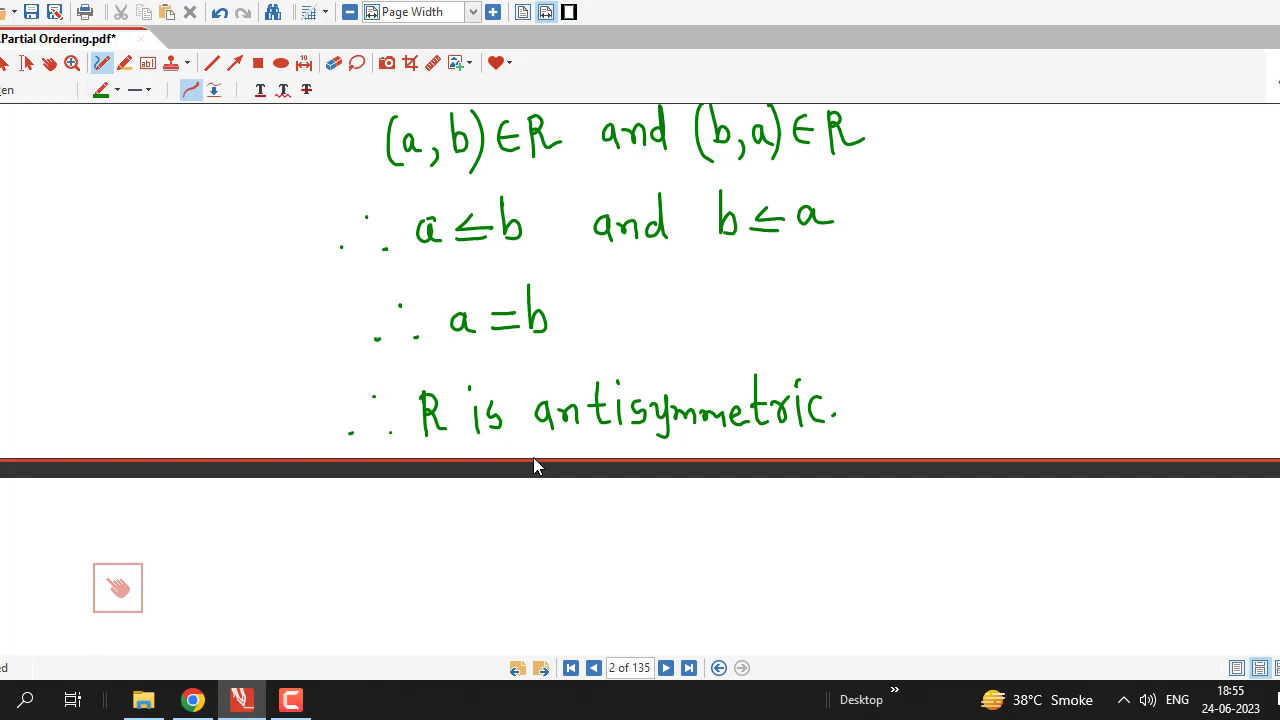 Page Width
.Partial Ordering.pdf*
(a, b) ∈ R and (b, a) ∈ R
∴ a ≤ b and b ≤ a
∴ a = b
∴ R is antisymmetric.
2 of 135
Desktop
»
38°C Smoke
ENG
18:55
24-06-2023